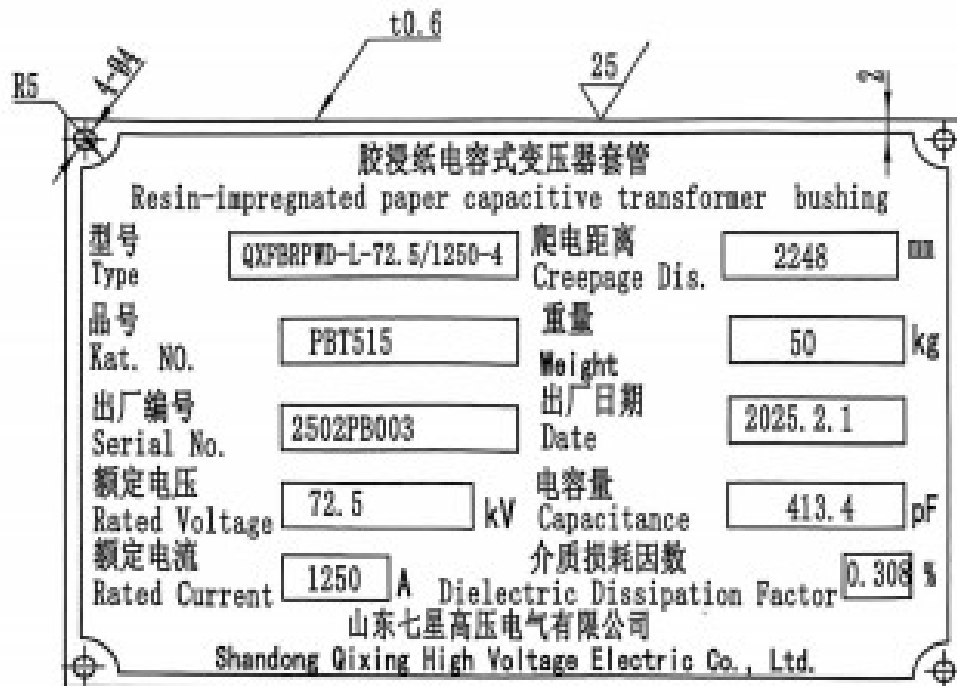 t0.6
R5
4-Φ4
25
2
胶浸纸电容式变压器套管
Resin-impregnated paper capacitive transformer bushing
型号 QXFBRPWD-L-72.5/1250-4 爬电距离 2248 mm
Type Creepage Dis.
品号 PBT515 重量 50 kg
Kat. NO. Weight
出厂编号 2502PB003 出厂日期 2025.2.1
Serial No. Date
额定电压 72.5 kV 电容量 413.4 pF
Rated Voltage Capacitance
额定电流 1250 A 介质损耗因数 0.308 %
Rated Current Dielectric Dissipation Factor
山东七星高压电气有限公司
Shandong Qixing High Voltage Electric Co., Ltd.